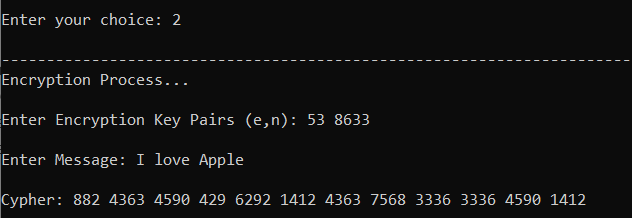 Enter your choice: 2
--------------------------------------------------------------------------------
Encryption Process...
Enter Encryption Key Pairs (e,n): 53 8633
Enter Message: I love Apple
Cypher: 882 4363 4590 429 6292 1412 4363 7568 3336 3336 4590 1412